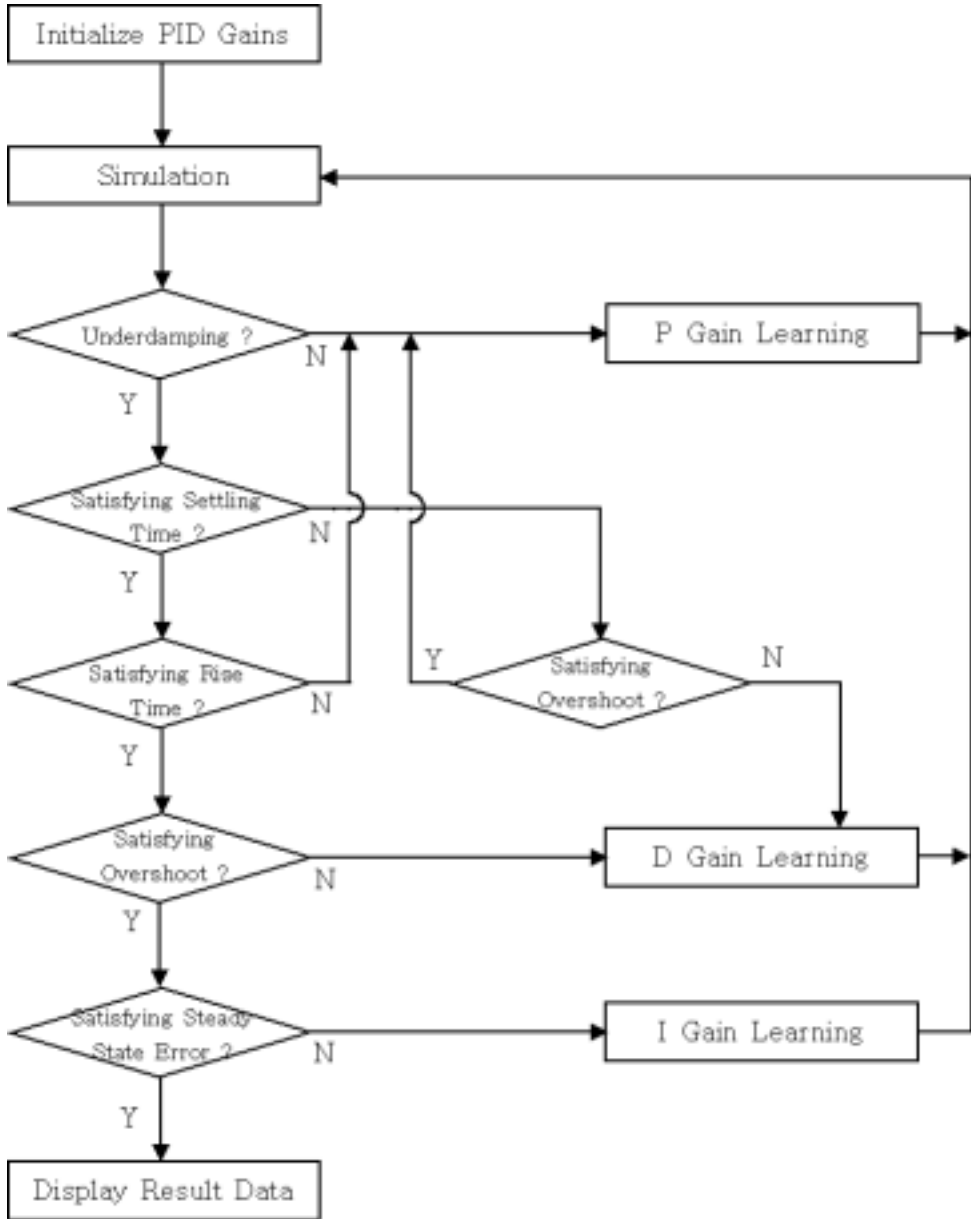 Initialize PID Gains
Simulation
Underdamping ?
N
P Gain Learning
Y
Satisfying Settling
Time ?
N
Y
Satisfying Rise
Time ?
N
Y
Satisfying
Overshoot ?
N
Y
Satisfying
Overshoot ?
N
D Gain Learning
Y
Satisfying Steady
State Error ?
N
I Gain Learning
Y
Display Result Data